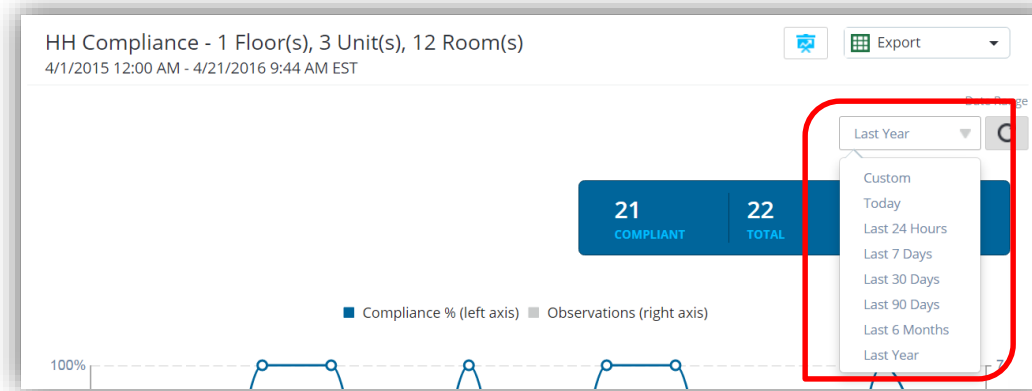 HH Compliance - 1 Floor(s), 3 Unit(s), 12 Room(s)
4/1/2015 12:00 AM - 4/21/2016 9:44 AM EST
Export
Date Range
Last Year
Custom
Today
Last 24 Hours
Last 7 Days
Last 30 Days
Last 90 Days
Last 6 Months
Last Year
21
COMPLIANT
22
TOTAL
Compliance % (left axis) Observations (right axis)
100%
7